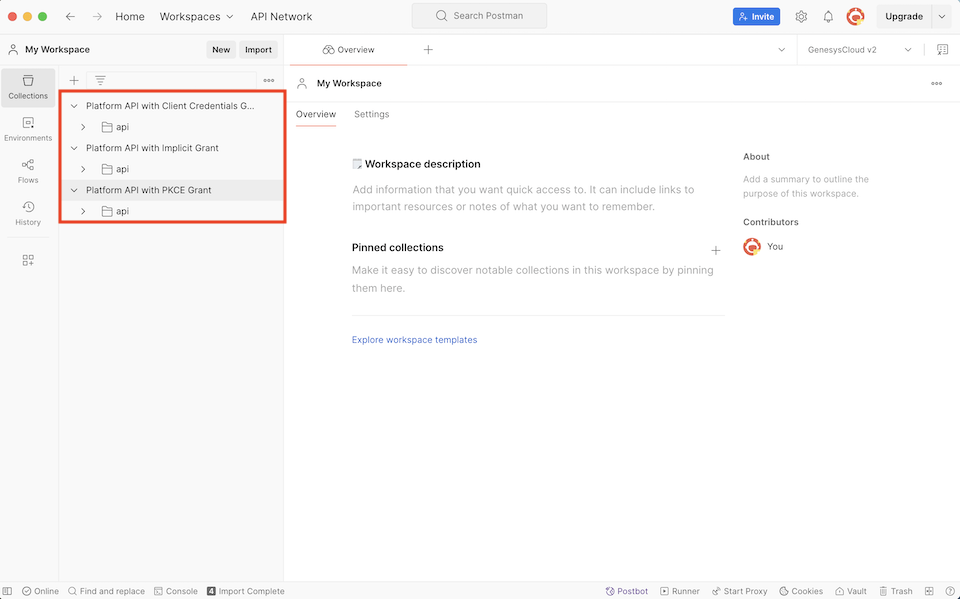 Home
Workspaces
API Network
Search Postman
Invite
Upgrade
My Workspace
New
Import
Overview
GenesysCloud v2
Collections
Environments
Flows
History
Platform API with Client Credentials G...
api
Platform API with Implicit Grant
api
Platform API with PKCE Grant
api
My Workspace
Overview
Settings
Workspace description
Add information that you want quick access to. It can include links to
important resources or notes of what you want to remember.
Pinned collections
Make it easy to discover notable collections in this workspace by pinning
them here.
Explore workspace templates
About
Add a summary to outline the
purpose of this workspace.
Contributors
You
Online
Find and replace
Console
4 Import Complete
Postbot
Runner
Start Proxy
Cookies
Vault
Trash